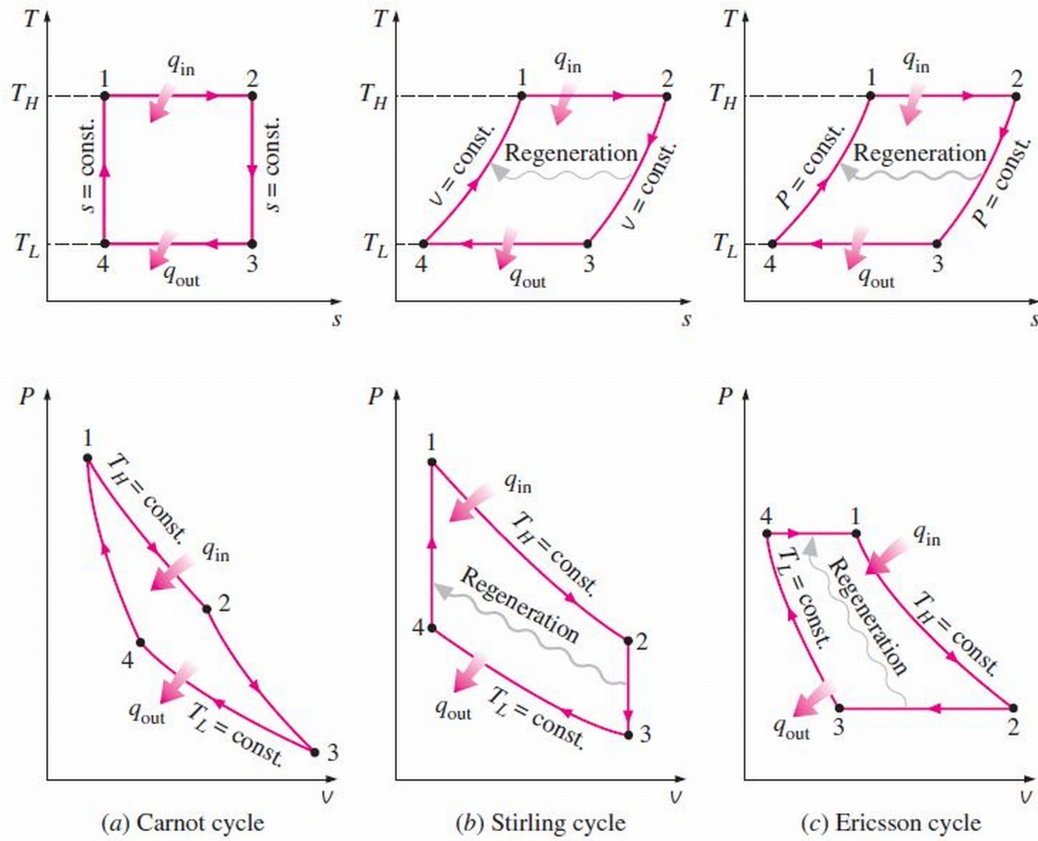 T
T_H
T_L
1
2
3
4
q_in
q_out
s = const.
s = const.
s
T
T_H
T_L
1
2
3
4
q_in
q_out
v = const.
Regeneration
v = const.
s
T
T_H
T_L
1
2
3
4
q_in
q_out
P = const.
Regeneration
P = const.
s
P
1
T_H = const.
q_in
2
4
q_out
T_L = const.
3
v
P
1
q_in
T_H = const.
Regeneration
4
2
q_out
T_L = const.
3
v
P
4
1
q_in
T_L = const.
Regeneration
T_H = const.
q_out
3
2
v
(a) Carnot cycle
(b) Stirling cycle
(c) Ericsson cycle